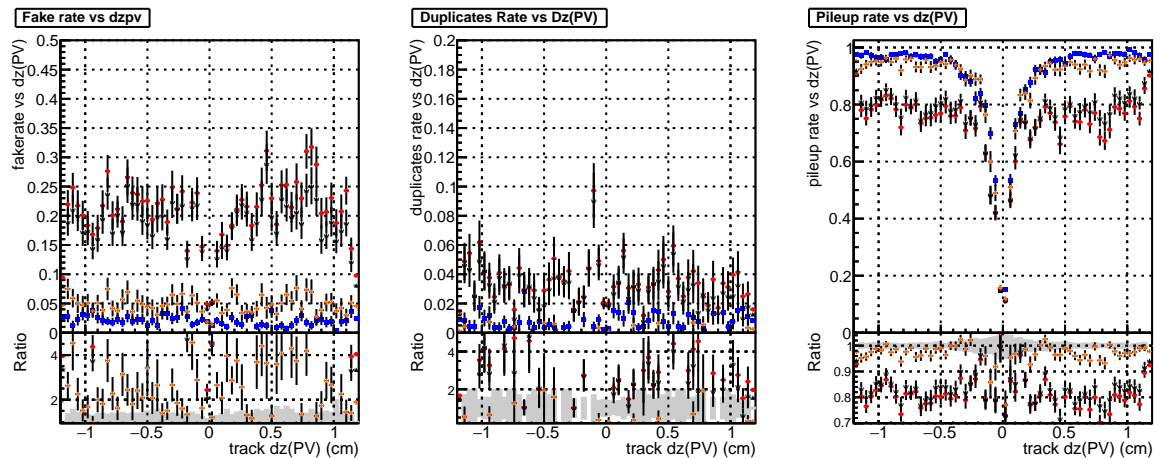 Fake rate vs dzpv
fakerate vs dz(PV)
0.5
0.45
0.4
0.35
0.3
0.25
0.2
0.15
0.1
0.05
Ratio
6
4
2
−1 −0.5 0 0.5 1
track dz(PV) (cm)
Duplicates Rate vs Dz(PV)
duplicates rate vs dz(PV)
0.2
0.18
0.16
0.14
0.12
0.1
0.08
0.06
0.04
0.02
Ratio
4
2
−1 −0.5 0 0.5 1
track dz(PV) (cm)
Pileup rate vs dz(PV)
pileup rate vs dz(PV)
1
0.8
0.6
0.4
0.2
0
Ratio
1
0.9
0.8
0.7
−1 −0.5 0 0.5 1
track dz(PV) (cm)